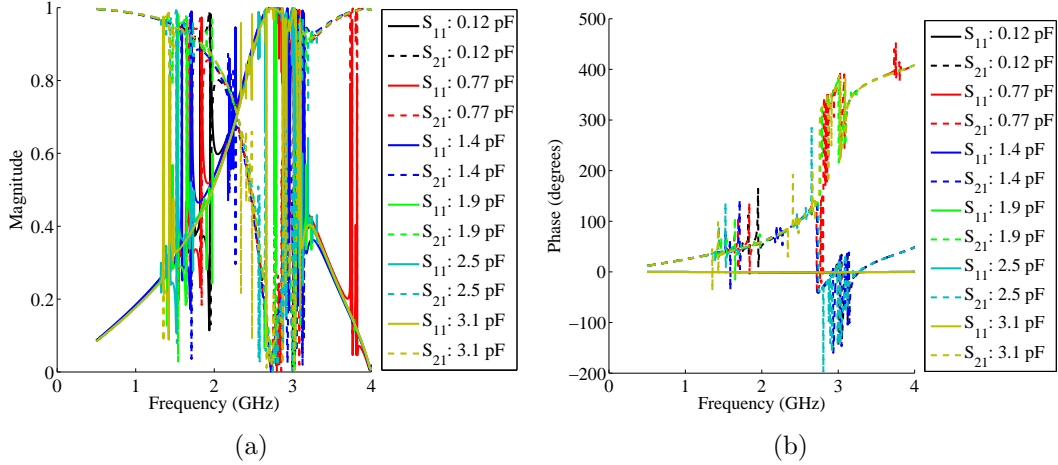 1
0.8
0.6
0.4
0.2
0
0 1 2 3 4
Magnitude
Frequency (GHz)
S11: 0.12 pF
S21: 0.12 pF
S11: 0.77 pF
S21: 0.77 pF
S11: 1.4 pF
S21: 1.4 pF
S11: 1.9 pF
S21: 1.9 pF
S11: 2.5 pF
S21: 2.5 pF
S11: 3.1 pF
S21: 3.1 pF
(a)
500
400
300
200
100
0
−100
−200
0 1 2 3 4
Phase (degrees)
Frequency (GHz)
S11: 0.12 pF
S21: 0.12 pF
S11: 0.77 pF
S21: 0.77 pF
S11: 1.4 pF
S21: 1.4 pF
S11: 1.9 pF
S21: 1.9 pF
S11: 2.5 pF
S21: 2.5 pF
S11: 3.1 pF
S21: 3.1 pF
(b)